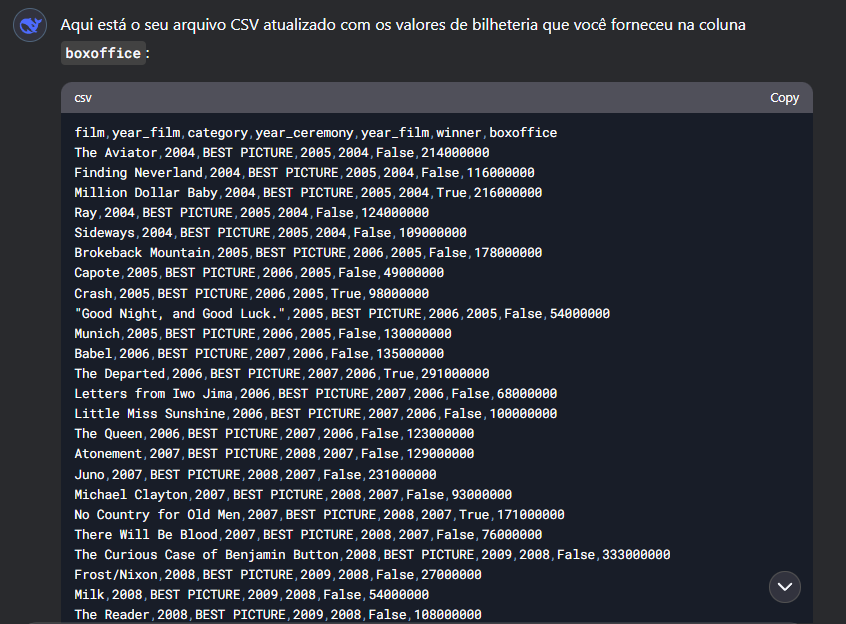 Aqui está o seu arquivo CSV atualizado com os valores de bilheteria que você forneceu na coluna
boxoffice:
csv Copy
film,year_film,category,year_ceremony,year_film,winner,boxoffice
The Aviator,2004,BEST PICTURE,2005,2004,False,214000000
Finding Neverland,2004,BEST PICTURE,2005,2004,False,116000000
Million Dollar Baby,2004,BEST PICTURE,2005,2004,True,216000000
Ray,2004,BEST PICTURE,2005,2004,False,124000000
Sideways,2004,BEST PICTURE,2005,2004,False,109000000
Brokeback Mountain,2005,BEST PICTURE,2006,2005,False,178000000
Capote,2005,BEST PICTURE,2006,2005,False,49000000
Crash,2005,BEST PICTURE,2006,2005,True,98000000
"Good Night, and Good Luck.",2005,BEST PICTURE,2006,2005,False,54000000
Munich,2005,BEST PICTURE,2006,2005,False,130000000
Babel,2006,BEST PICTURE,2007,2006,False,135000000
The Departed,2006,BEST PICTURE,2007,2006,True,291000000
Letters from Iwo Jima,2006,BEST PICTURE,2007,2006,False,68000000
Little Miss Sunshine,2006,BEST PICTURE,2007,2006,False,100000000
The Queen,2006,BEST PICTURE,2007,2006,False,123000000
Atonement,2007,BEST PICTURE,2008,2007,False,129000000
Juno,2007,BEST PICTURE,2008,2007,False,231000000
Michael Clayton,2007,BEST PICTURE,2008,2007,False,93000000
No Country for Old Men,2007,BEST PICTURE,2008,2007,True,171000000
There Will Be Blood,2007,BEST PICTURE,2008,2007,False,76000000
The Curious Case of Benjamin Button,2008,BEST PICTURE,2009,2008,False,333000000
Frost/Nixon,2008,BEST PICTURE,2009,2008,False,27000000
Milk,2008,BEST PICTURE,2009,2008,False,54000000
The Reader,2008,BEST PICTURE,2009,2008,False,108000000